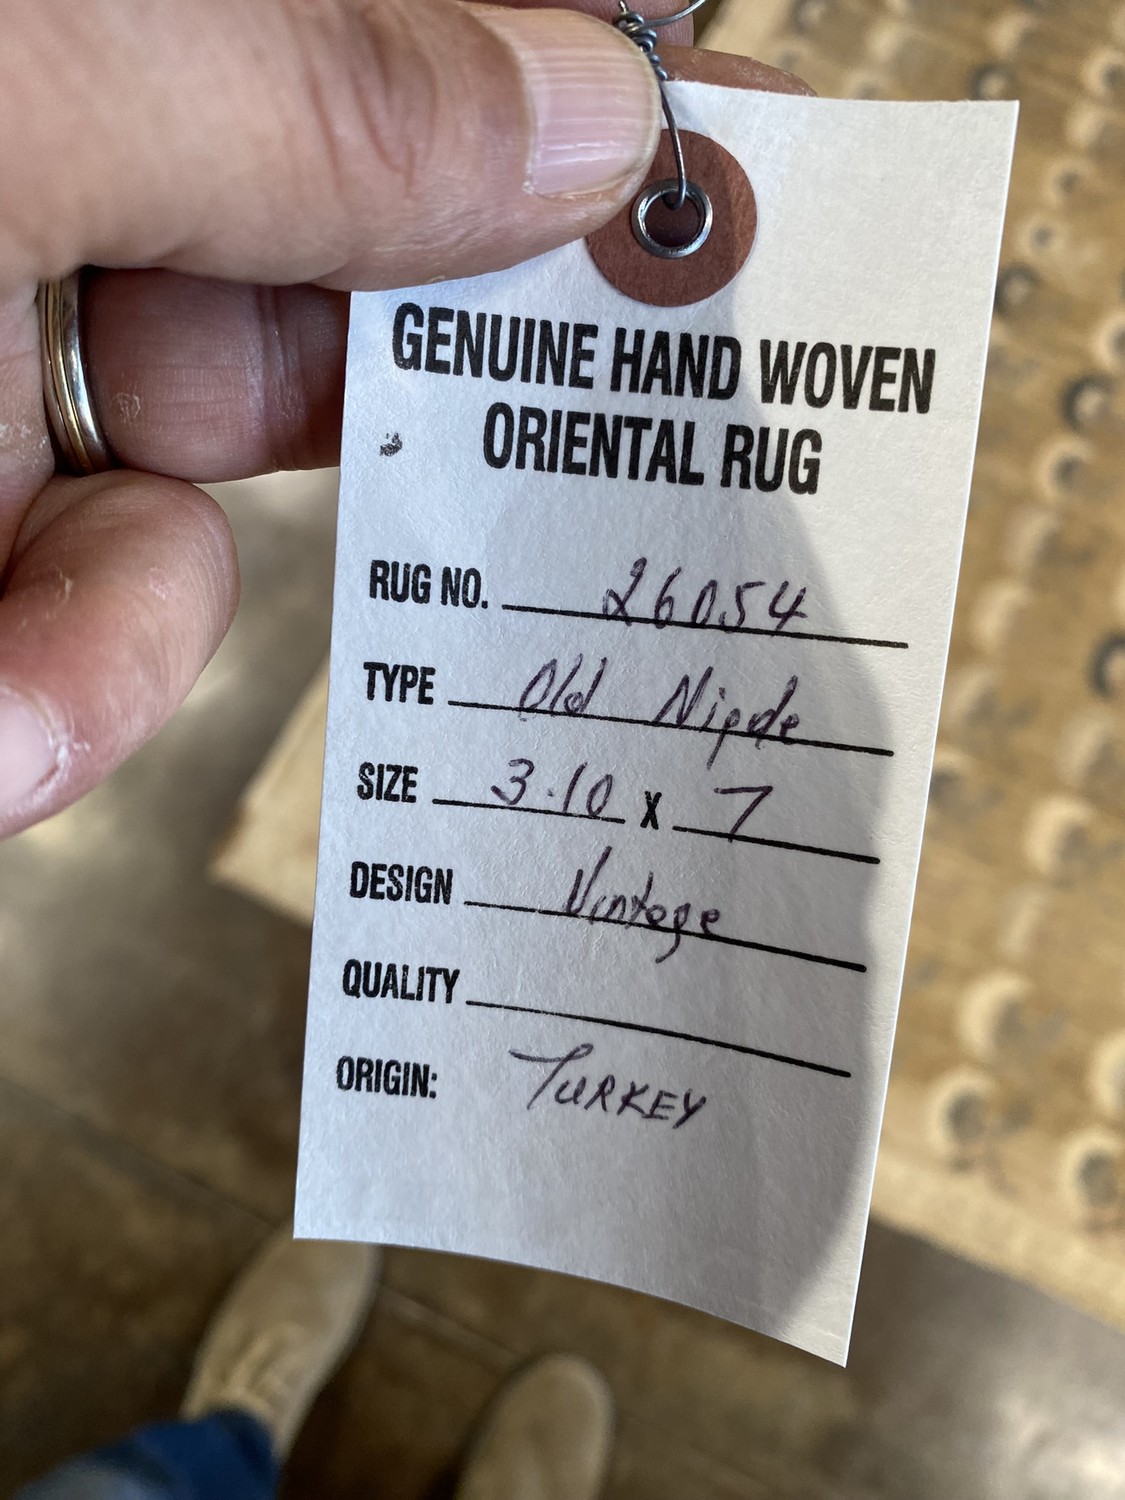 GENUINE HAND WOVEN
ORIENTAL RUG
RUG NO. 26054
TYPE Old Nigde
SIZE 3.10 X 7
DESIGN Vintage
QUALITY
ORIGIN: TURKEY